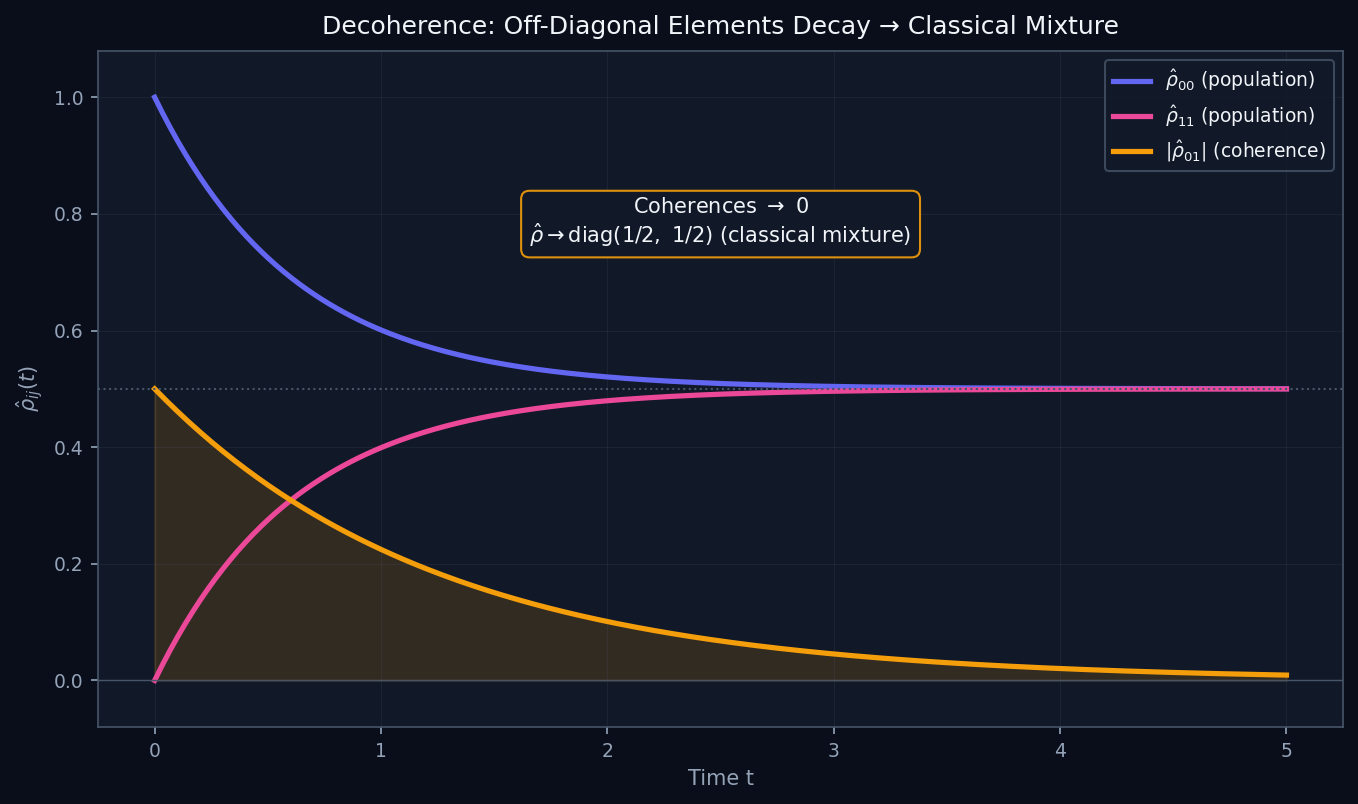 Decoherence: Off-Diagonal Elements Decay → Classical Mixture
ρ̂₀₀ (population)
ρ̂₁₁ (population)
|ρ̂₀₁| (coherence)
Coherences → 0
ρ̂ → diag(1/2, 1/2) (classical mixture)
ρ̂ᵢⱼ(t)
1.0
0.8
0.6
0.4
0.2
0.0
0 1 2 3 4 5
Time t